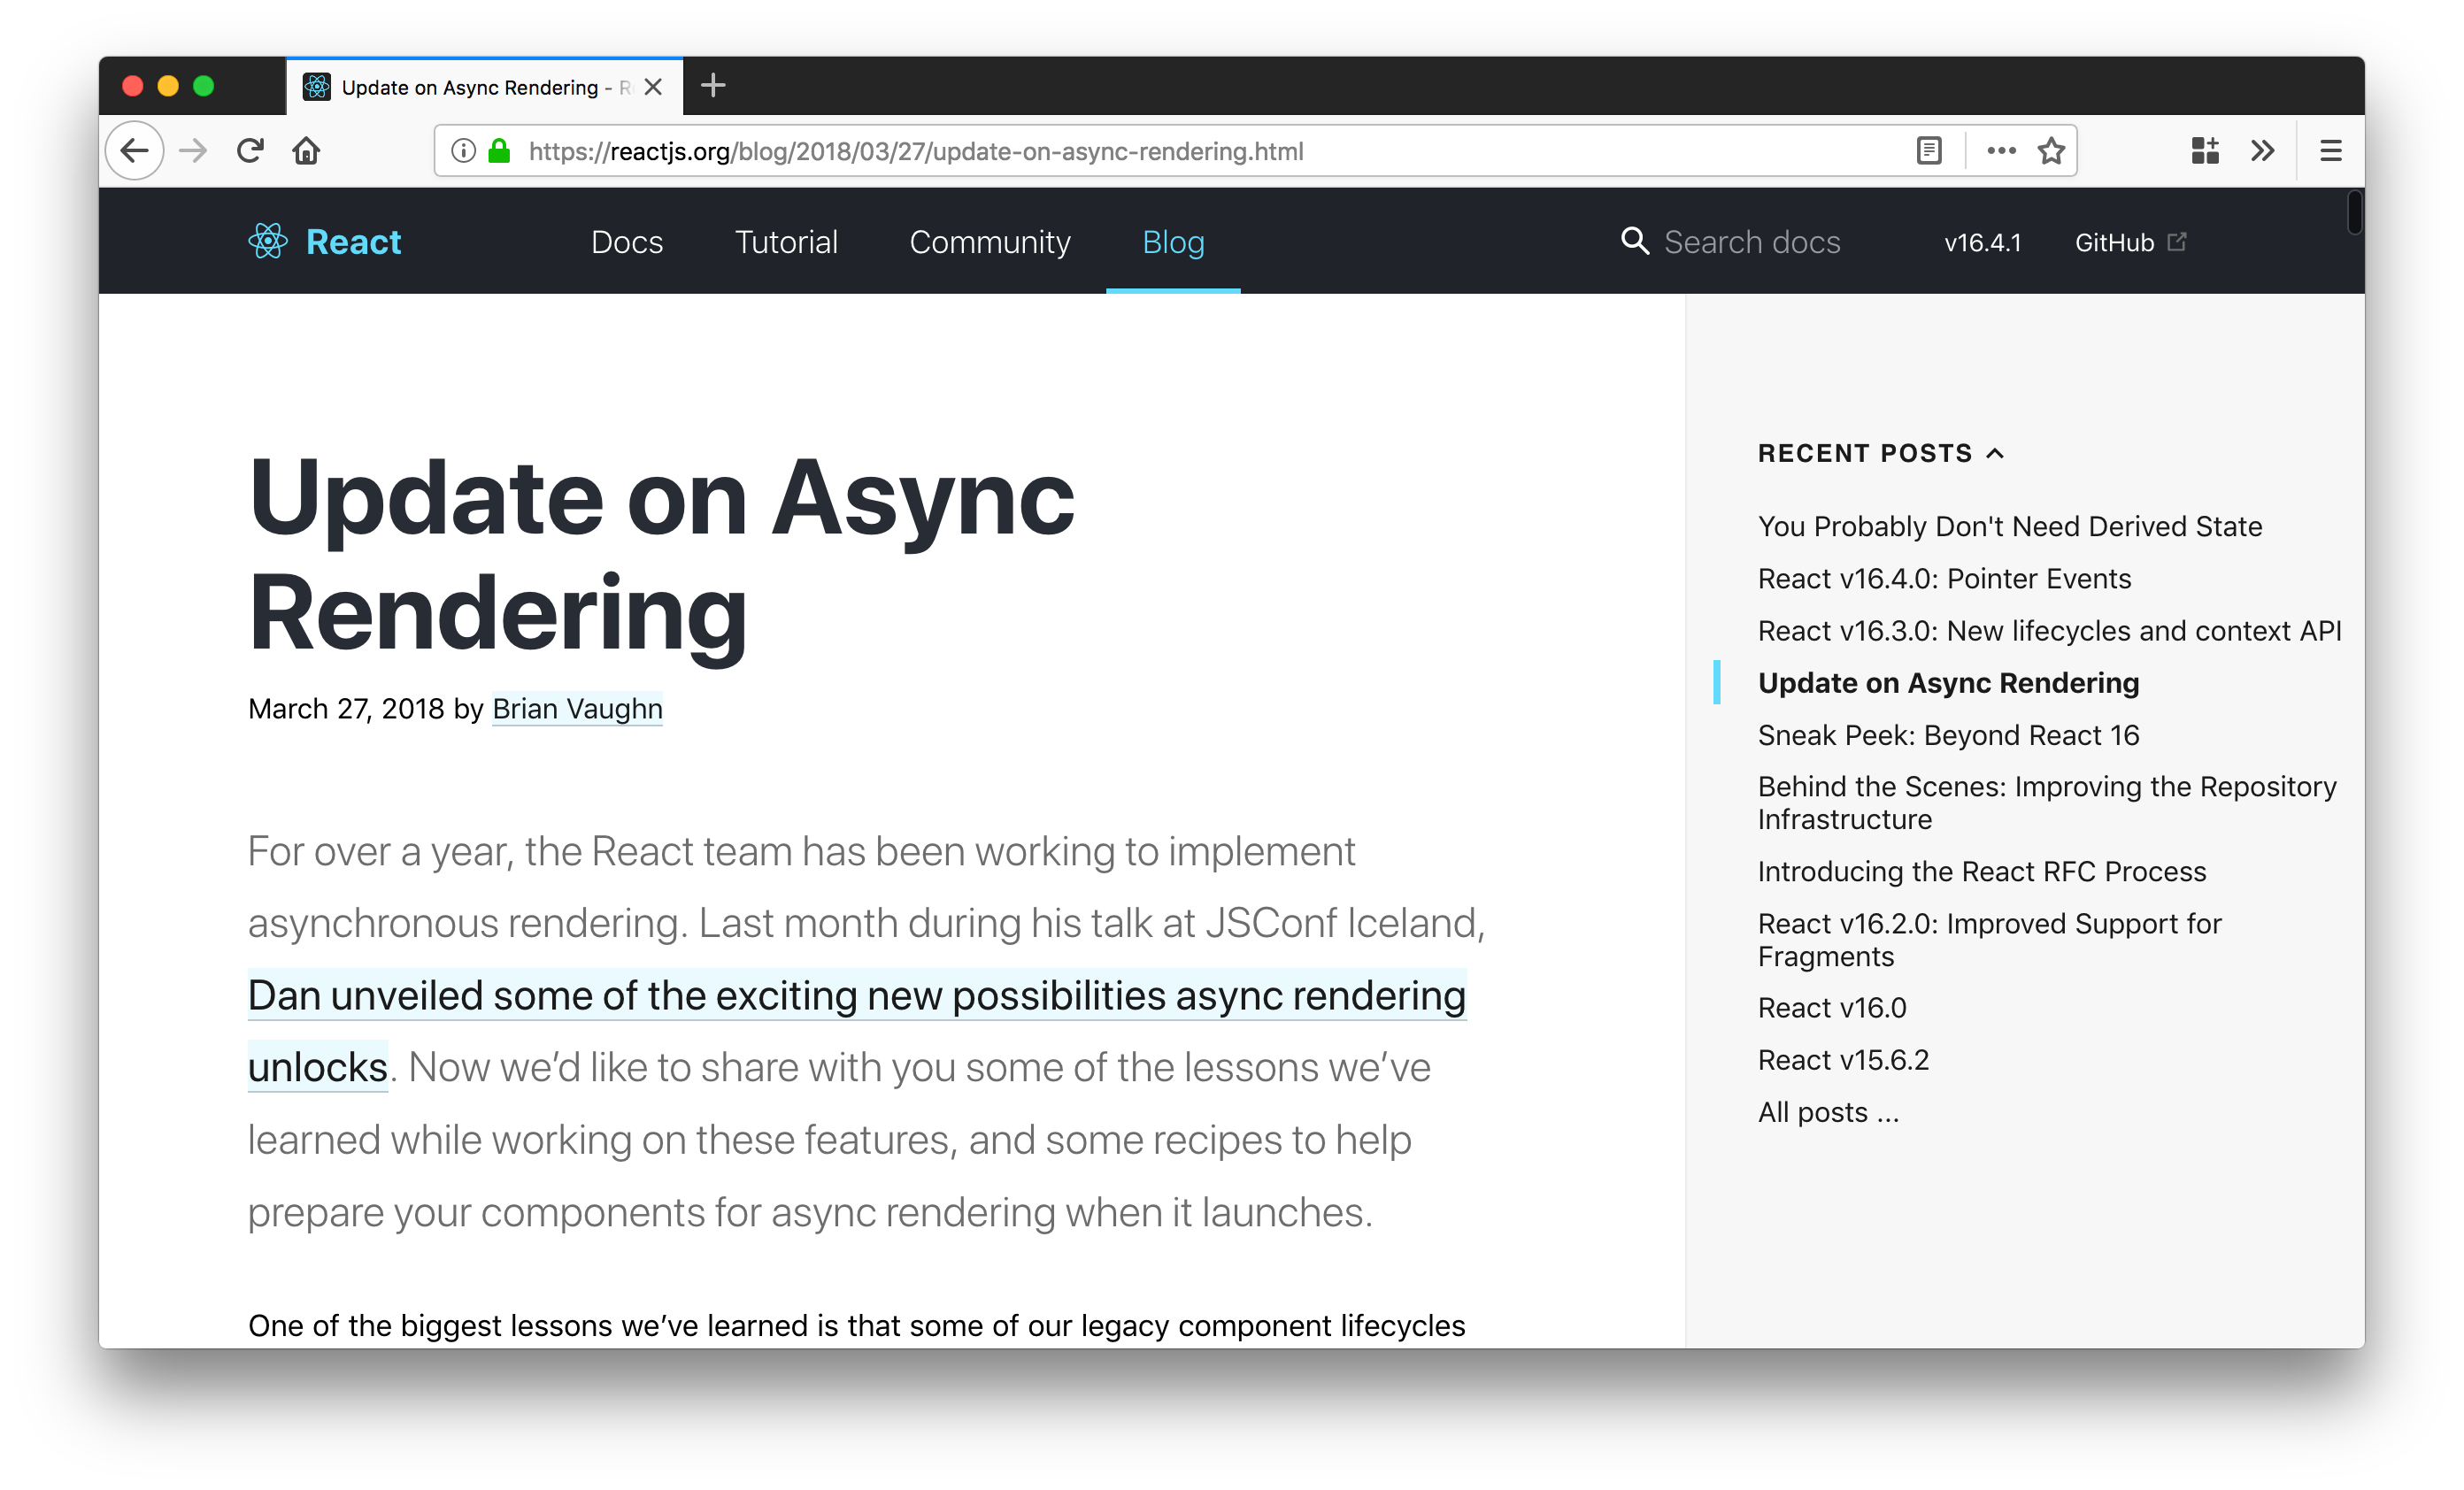 Update on Async Rendering - R
https://reactjs.org/blog/2018/03/27/update-on-async-rendering.html
React
Docs
Tutorial
Community
Blog
Search docs
v16.4.1
GitHub
Update on Async
Rendering
March 27, 2018 by Brian Vaughn
For over a year, the React team has been working to implement
asynchronous rendering. Last month during his talk at JSConf Iceland,
Dan unveiled some of the exciting new possibilities async rendering
unlocks. Now we’d like to share with you some of the lessons we’ve
learned while working on these features, and some recipes to help
prepare your components for async rendering when it launches.
One of the biggest lessons we’ve learned is that some of our legacy component lifecycles
RECENT POSTS
You Probably Don't Need Derived State
React v16.4.0: Pointer Events
React v16.3.0: New lifecycles and context API
Update on Async Rendering
Sneak Peek: Beyond React 16
Behind the Scenes: Improving the Repository
Infrastructure
Introducing the React RFC Process
React v16.2.0: Improved Support for
Fragments
React v16.0
React v15.6.2
All posts ...